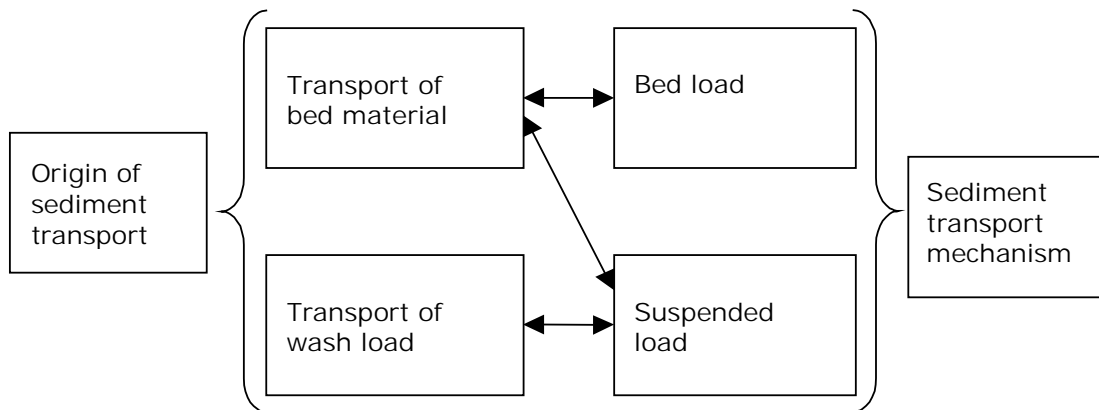 Origin of
sediment
transport
Transport of
bed material
Transport of
wash load
Bed load
Suspended
load
Sediment
transport
mechanism